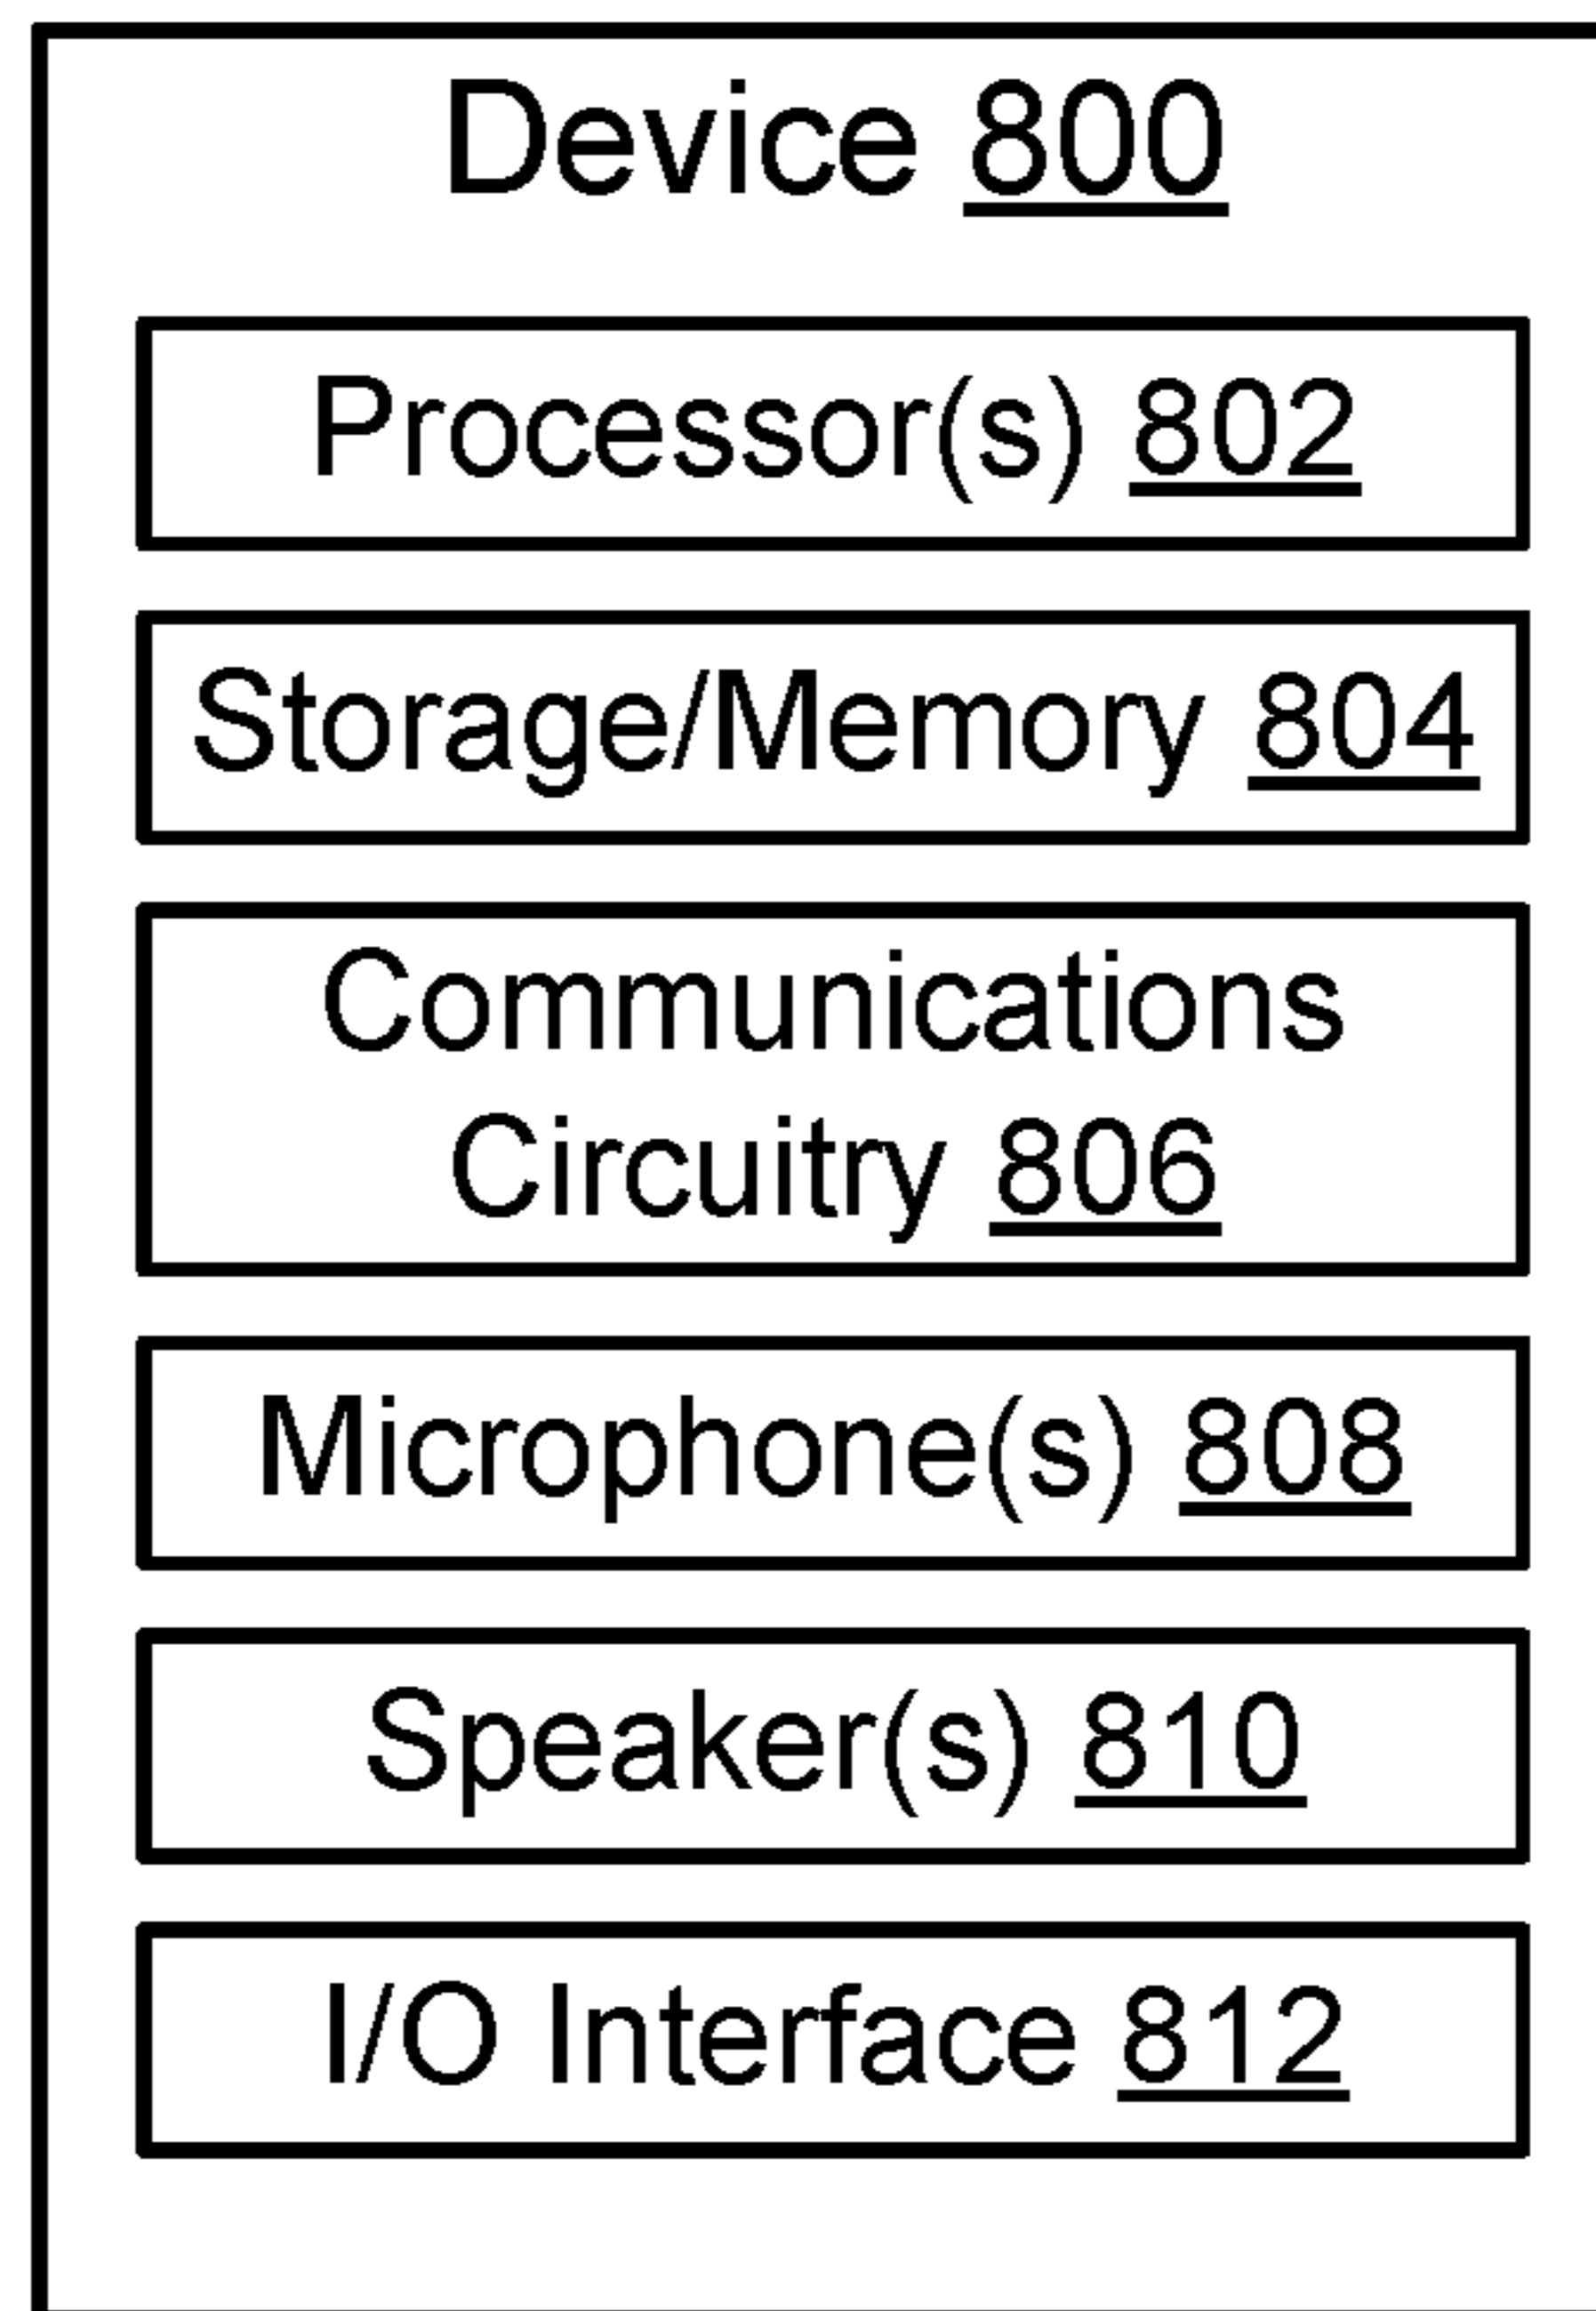 Device 800
Processor(s) 802
Storage/Memory 804
Communications
Circuitry 806
Microphone(s) 808
Speaker(s) 810
I/O Interface 812